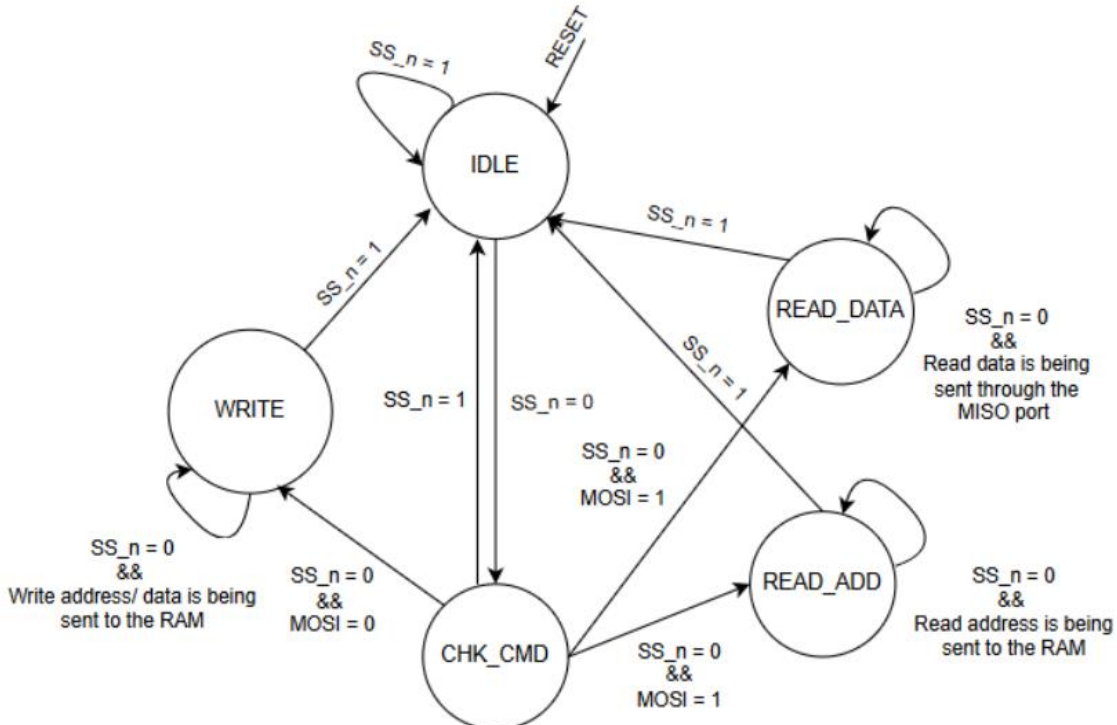 RESET
SS_n = 1
IDLE
SS_n = 1
SS_n = 1
READ_DATA
SS_n = 0
&&
Read data is being
sent through the
MISO port
SS_n = 1
WRITE
SS_n = 1
SS_n = 0
SS_n = 0
&&
MOSI = 1
SS_n = 0
&&
Write address/ data is being
sent to the RAM
SS_n = 0
&&
MOSI = 0
CHK_CMD
READ_ADD
SS_n = 0
&&
Read address is being
sent to the RAM
SS_n = 0
&&
MOSI = 1